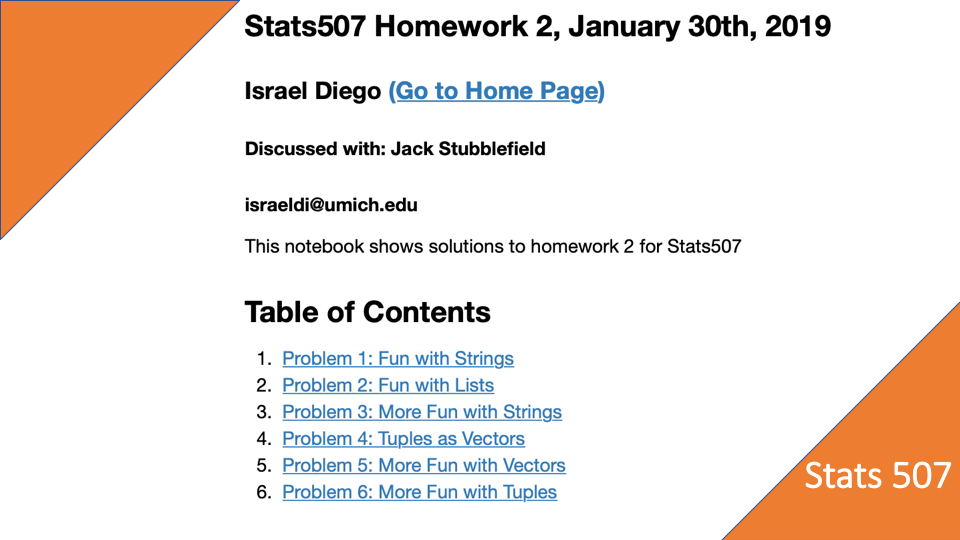 Stats507 Homework 2, January 30th, 2019
Israel Diego (Go to Home Page)
Discussed with: Jack Stubblefield
israeldi@umich.edu
This notebook shows solutions to homework 2 for Stats507
Table of Contents
1. Problem 1: Fun with Strings
2. Problem 2: Fun with Lists
3. Problem 3: More Fun with Strings
4. Problem 4: Tuples as Vectors
5. Problem 5: More Fun with Vectors
6. Problem 6: More Fun with Tuples
Stats 507